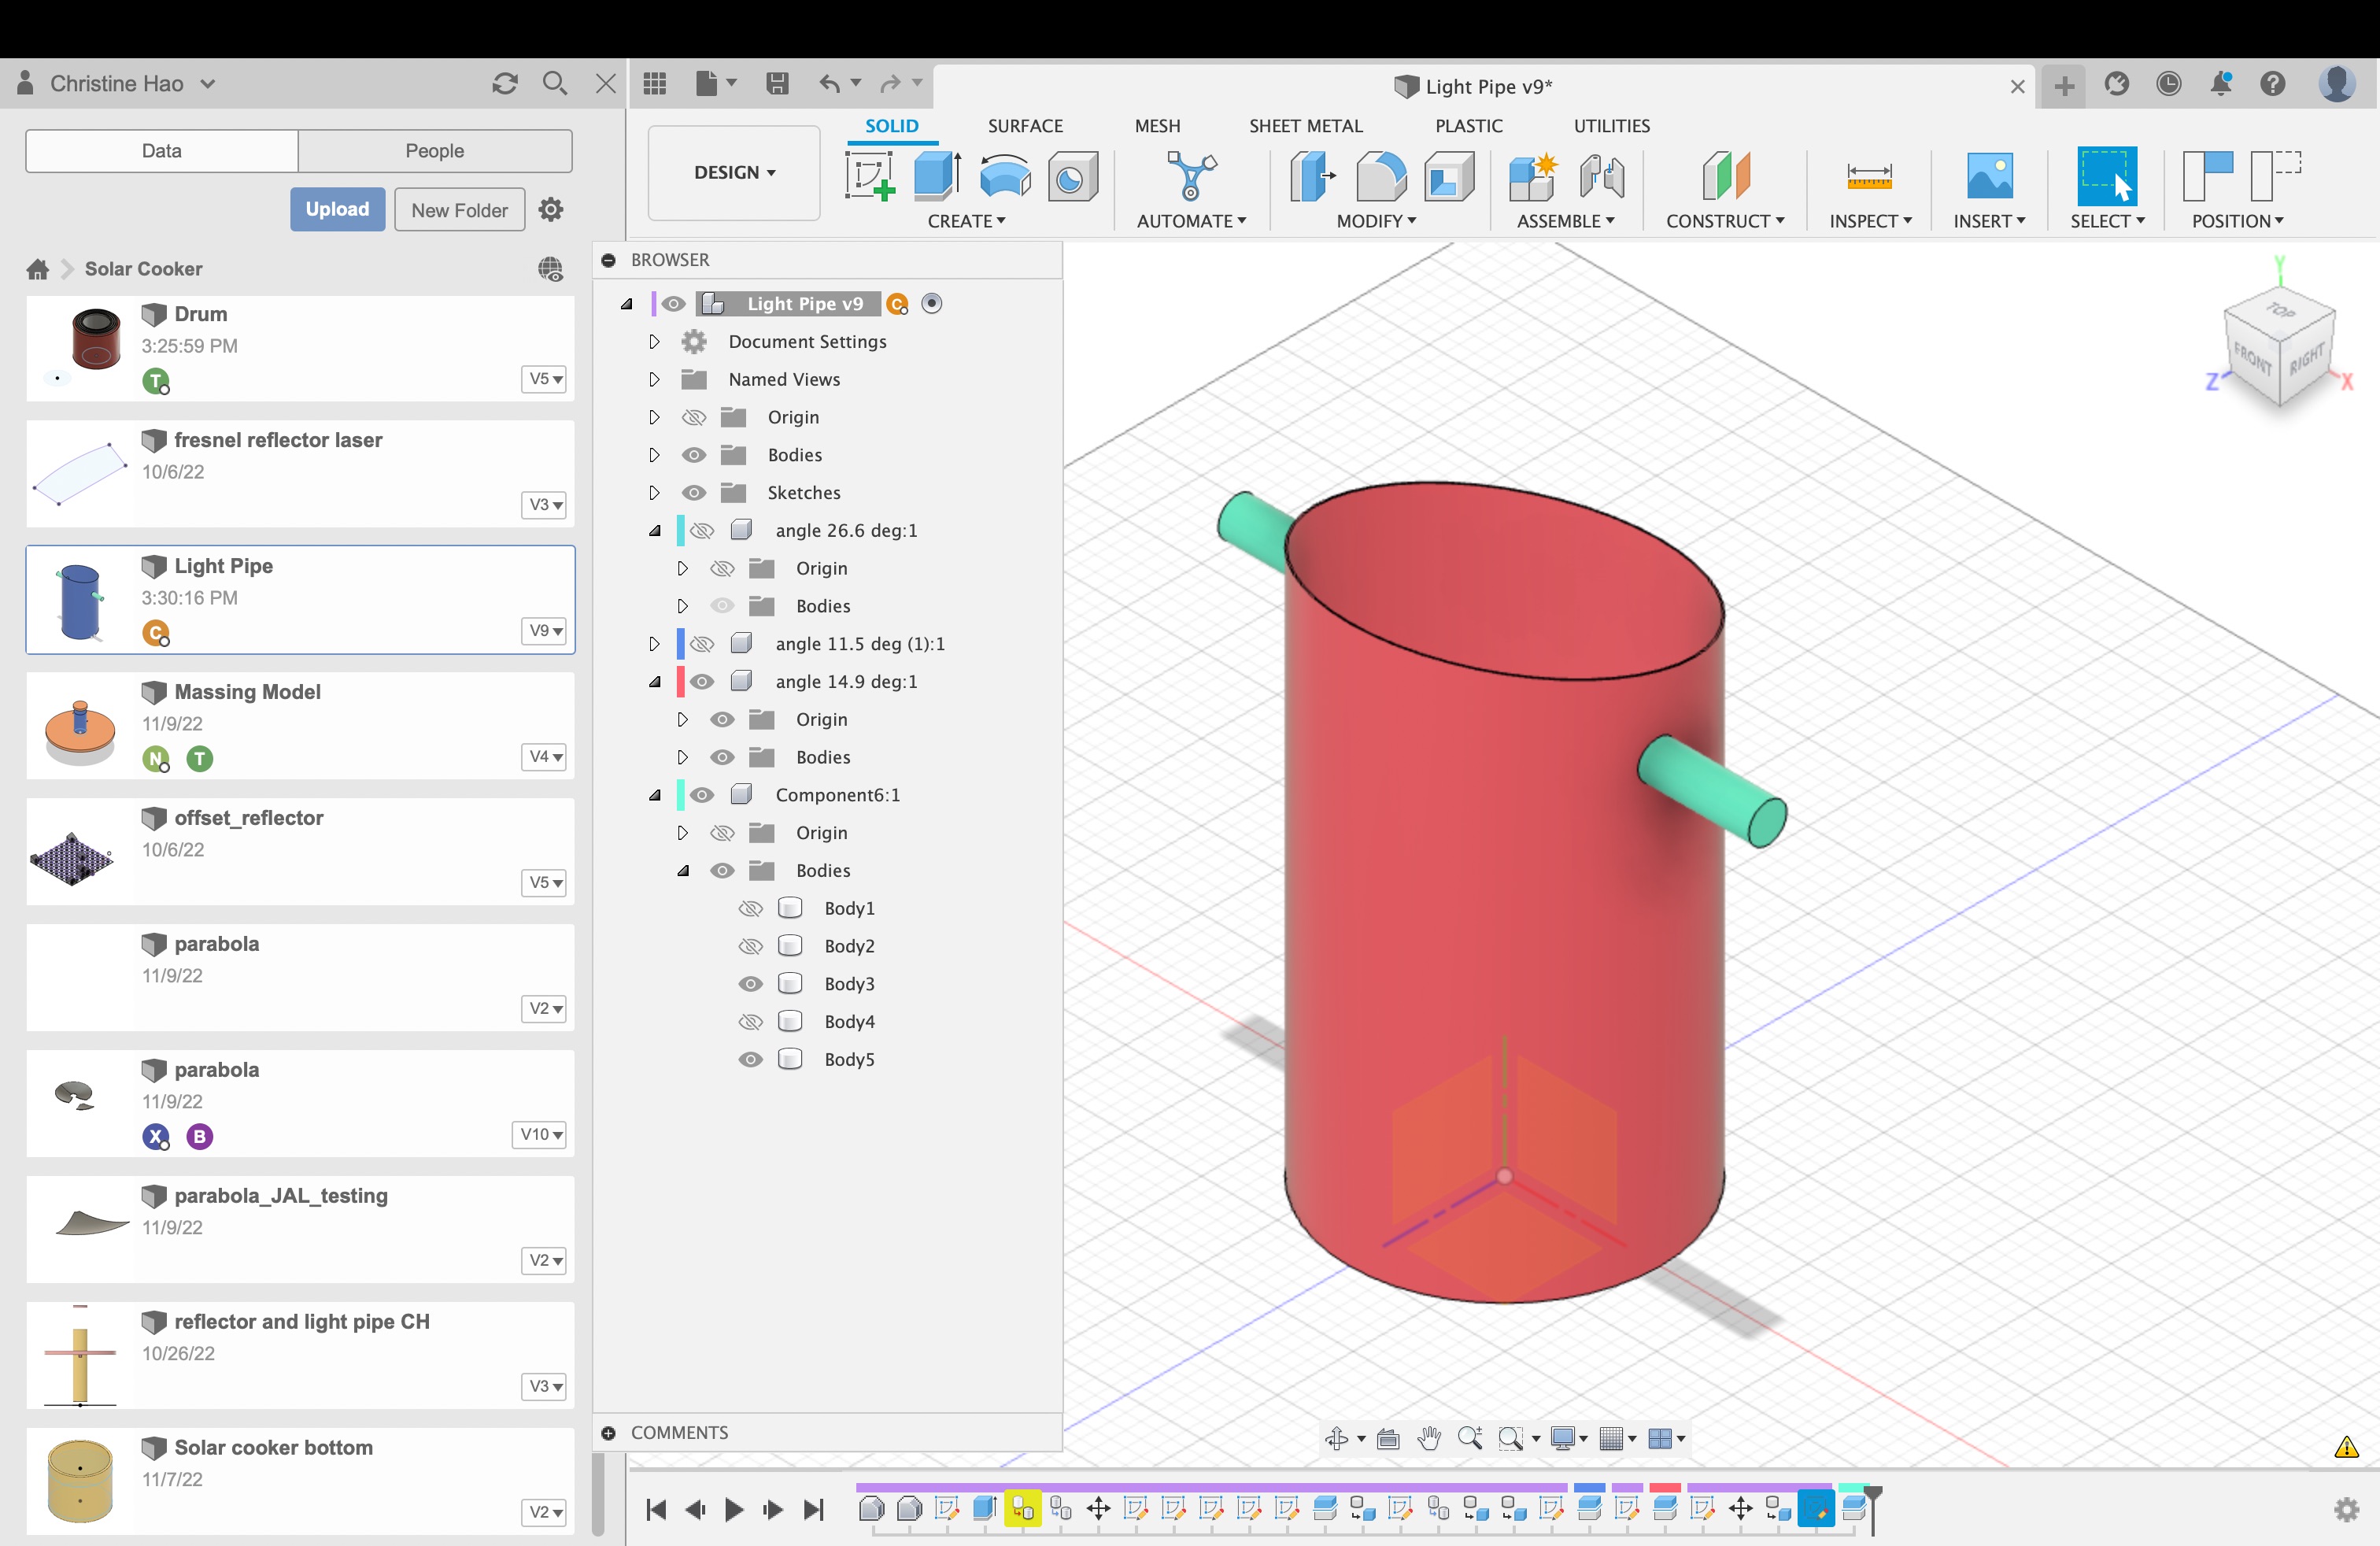 Christine Hao
Light Pipe v9*
Data
People
Upload
New Folder
Solar Cooker
Drum
3:25:59 PM
T
V5
fresnel reflector laser
10/6/22
V3
Light Pipe
3:30:16 PM
C
V9
Massing Model
11/9/22
N
T
V4
offset_reflector
10/6/22
V5
parabola
11/9/22
V2
parabola
11/9/22
X
B
V10
parabola_JAL_testing
11/9/22
V2
reflector and light pipe CH
10/26/22
V3
Solar cooker bottom
11/7/22
V2
DESIGN
SOLID
SURFACE
MESH
SHEET METAL
PLASTIC
UTILITIES
CREATE
AUTOMATE
MODIFY
ASSEMBLE
CONSTRUCT
INSPECT
INSERT
SELECT
POSITION
BROWSER
Light Pipe v9
C
Document Settings
Named Views
Origin
Bodies
Sketches
angle 26.6 deg:1
Origin
Bodies
angle 11.5 deg (1):1
angle 14.9 deg:1
Origin
Bodies
Component6:1
Origin
Bodies
Body1
Body2
Body3
Body4
Body5
COMMENTS
Y
TOP
FRONT
RIGHT
Z
X